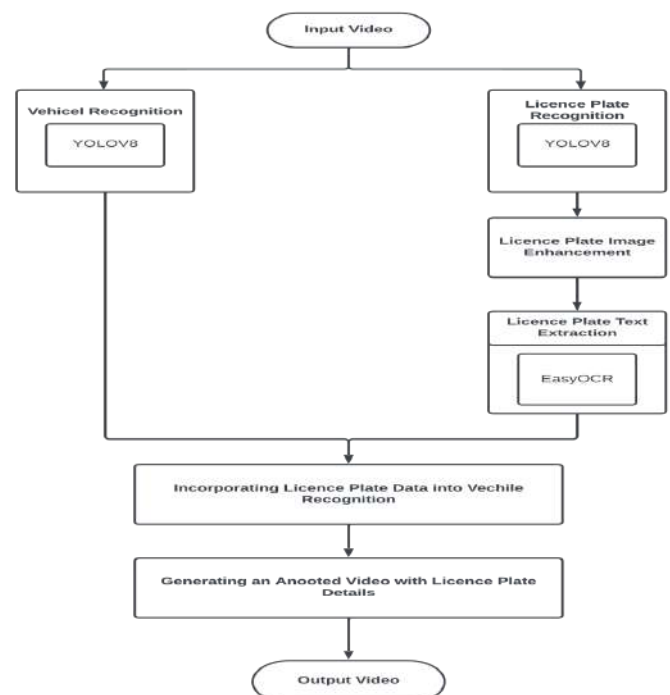 Input Video
Vehicel Recognition
YOLOV8
Licence Plate
Recognition
YOLOV8
Licence Plate Image
Enhancement
Licence Plate Text
Extraction
EasyOCR
Incorporating Licence Plate Data into Vechile
Recognition
Generating an Anooted Video with Licence Plate
Details
Output Video